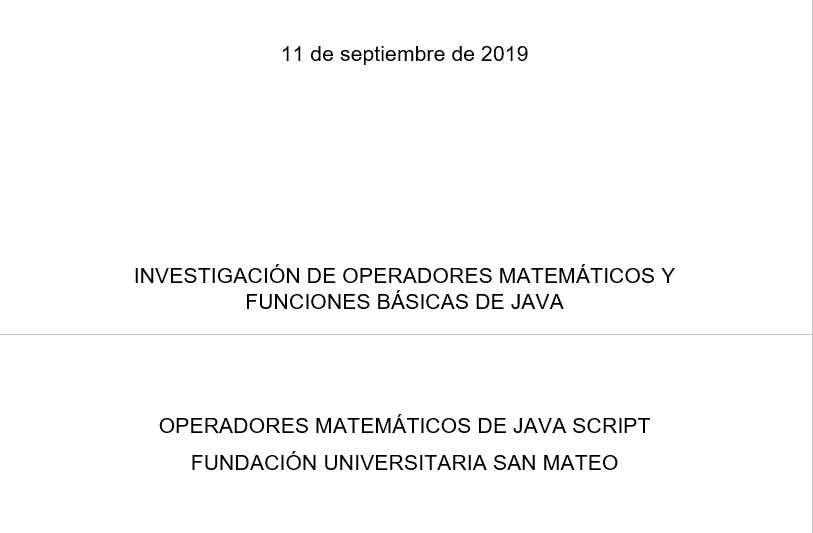 11 de septiembre de 2019
INVESTIGACIÓN DE OPERADORES MATEMÁTICOS Y
FUNCIONES BÁSICAS DE JAVA
OPERADORES MATEMÁTICOS DE JAVA SCRIPT
FUNDACIÓN UNIVERSITARIA SAN MATEO